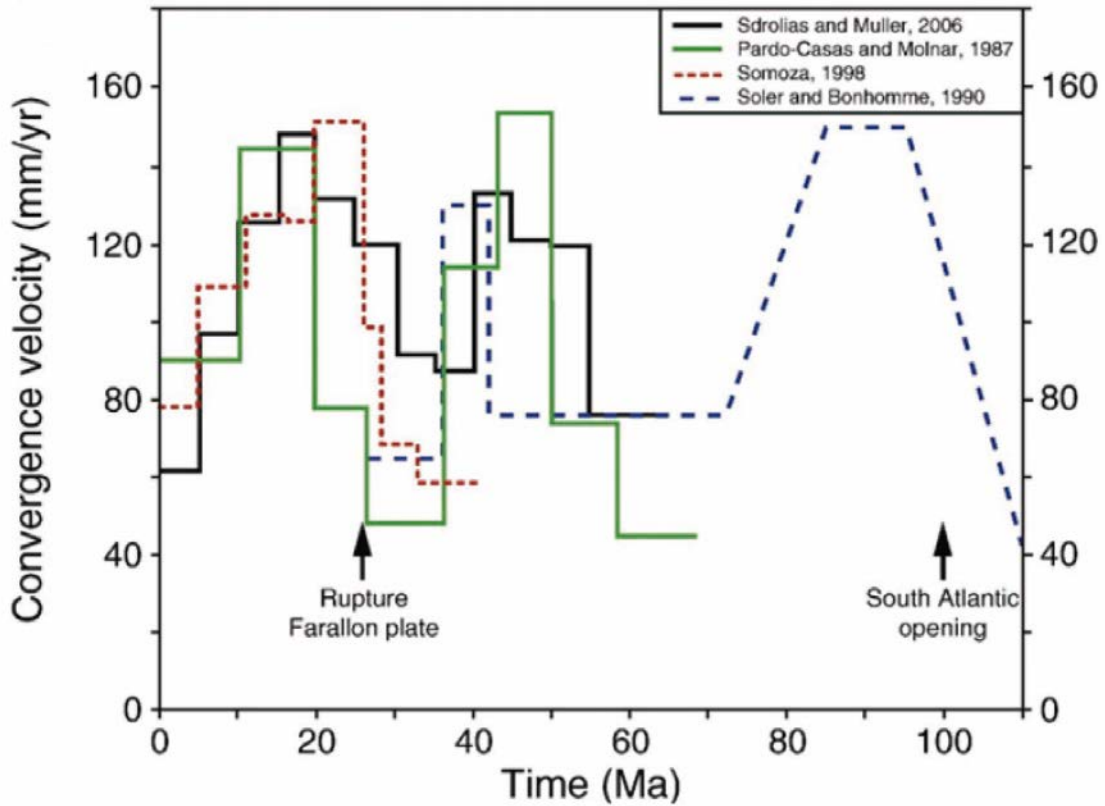 Sdrolias and Muller, 2006
Pardo-Casas and Molnar, 1987
Somoza, 1998
Soler and Bonhomme, 1990
Convergence velocity (mm/yr)
160
120
80
40
0
160
120
80
40
0
Rupture
Farallon plate
South Atlantic
opening
0
20
40
60
80
100
Time (Ma)